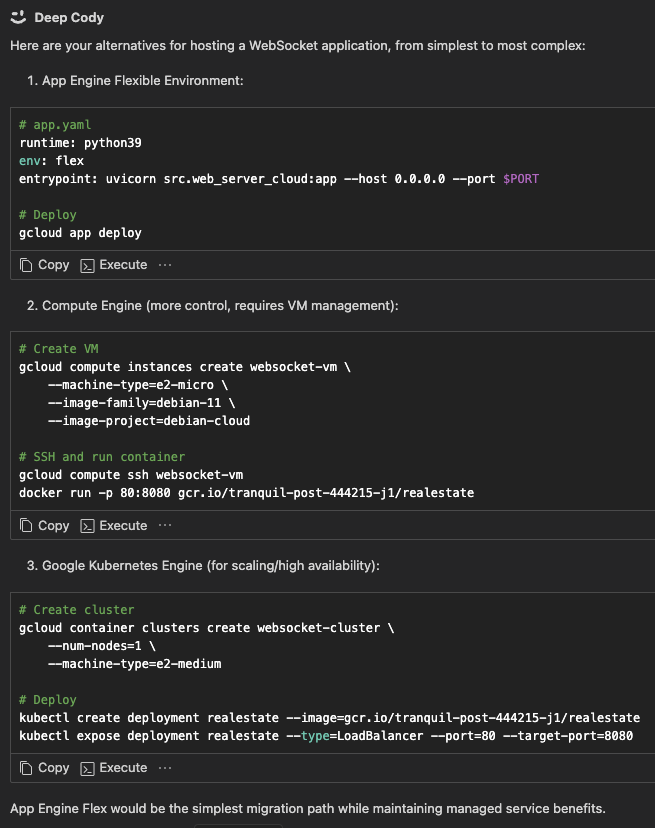 Deep Cody
Here are your alternatives for hosting a WebSocket application, from simplest to most complex:
1. App Engine Flexible Environment:
# app.yaml
runtime: python39
env: flex
entrypoint: uvicorn src.web_server_cloud:app --host 0.0.0.0 --port $PORT
# Deploy
gcloud app deploy
Copy Execute ...
2. Compute Engine (more control, requires VM management):
# Create VM
gcloud compute instances create websocket-vm \
--machine-type=e2-micro \
--image-family=debian-11 \
--image-project=debian-cloud
# SSH and run container
gcloud compute ssh websocket-vm
docker run -p 80:8080 gcr.io/tranquil-post-444215-j1/realestate
Copy Execute ...
3. Google Kubernetes Engine (for scaling/high availability):
# Create cluster
gcloud container clusters create websocket-cluster \
--num-nodes=1 \
--machine-type=e2-medium
# Deploy
kubectl create deployment realestate --image=gcr.io/tranquil-post-444215-j1/realestate
kubectl expose deployment realestate --type=LoadBalancer --port=80 --target-port=8080
Copy Execute ...
App Engine Flex would be the simplest migration path while maintaining managed service benefits.